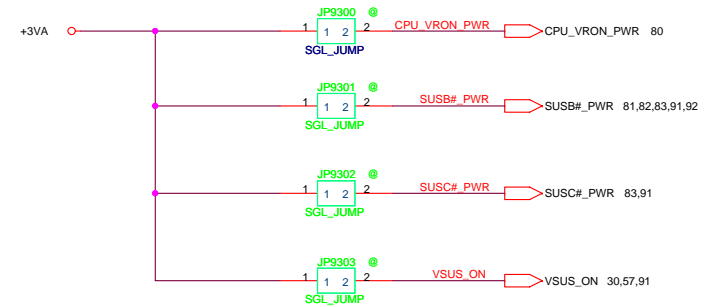 JP9300 @
+3VA 1 1 2 2 CPU_VRON_PWR CPU_VRON_PWR 80
SGL_JUMP
JP9301 @
1 1 2 2 SUSB#_PWR SUSB#_PWR 81,82,83,91,92
SGL_JUMP
JP9302 @
1 1 2 2 SUSC#_PWR SUSC#_PWR 83,91
SGL_JUMP
JP9303 @
1 1 2 2 VSUS_ON VSUS_ON 30,57,91
SGL_JUMP